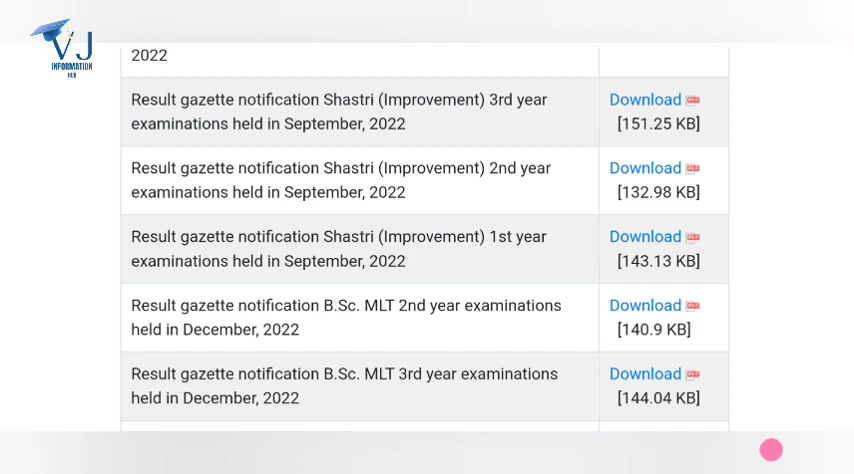 VJ
INFORMATION
HUB
2022
Result gazette notification Shastri (Improvement) 3rd year
examinations held in September, 2022
Download
[151.25 KB]
Result gazette notification Shastri (Improvement) 2nd year
examinations held in September, 2022
Download
[132.98 KB]
Result gazette notification Shastri (Improvement) 1st year
examinations held in September, 2022
Download
[143.13 KB]
Result gazette notification B.Sc. MLT 2nd year examinations
held in December, 2022
Download
[140.9 KB]
Result gazette notification B.Sc. MLT 3rd year examinations
held in December, 2022
Download
[144.04 KB]